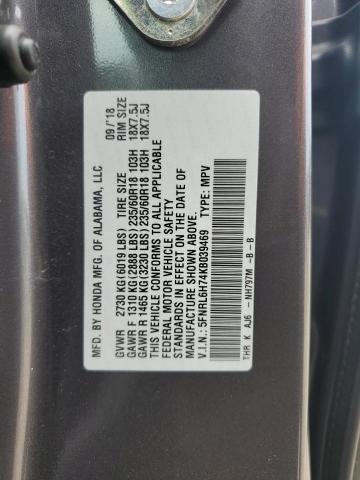 MFD. BY HONDA MFG. OF ALABAMA, LLC 09/'18
GVWR 2730 KG(6019 LBS) TIRE SIZE RIM SIZE
GAWR F 1310 KG(2888 LBS)235/60R18 103H 18X7.5J
GAWR R 1465 KG(3230 LBS)235/60R18 103H 18X7.5J
THIS VEHICLE CONFORMS TO ALL APPLICABLE
FEDERAL MOTOR VEHICLE SAFETY
STANDARDS IN EFFECT ON THE DATE OF
MANUFACTURE SHOWN ABOVE.
V.I.N.: 5FNRL6H74KB039469 TYPE: MPV
THR K AJ6 -NH797M -B-B